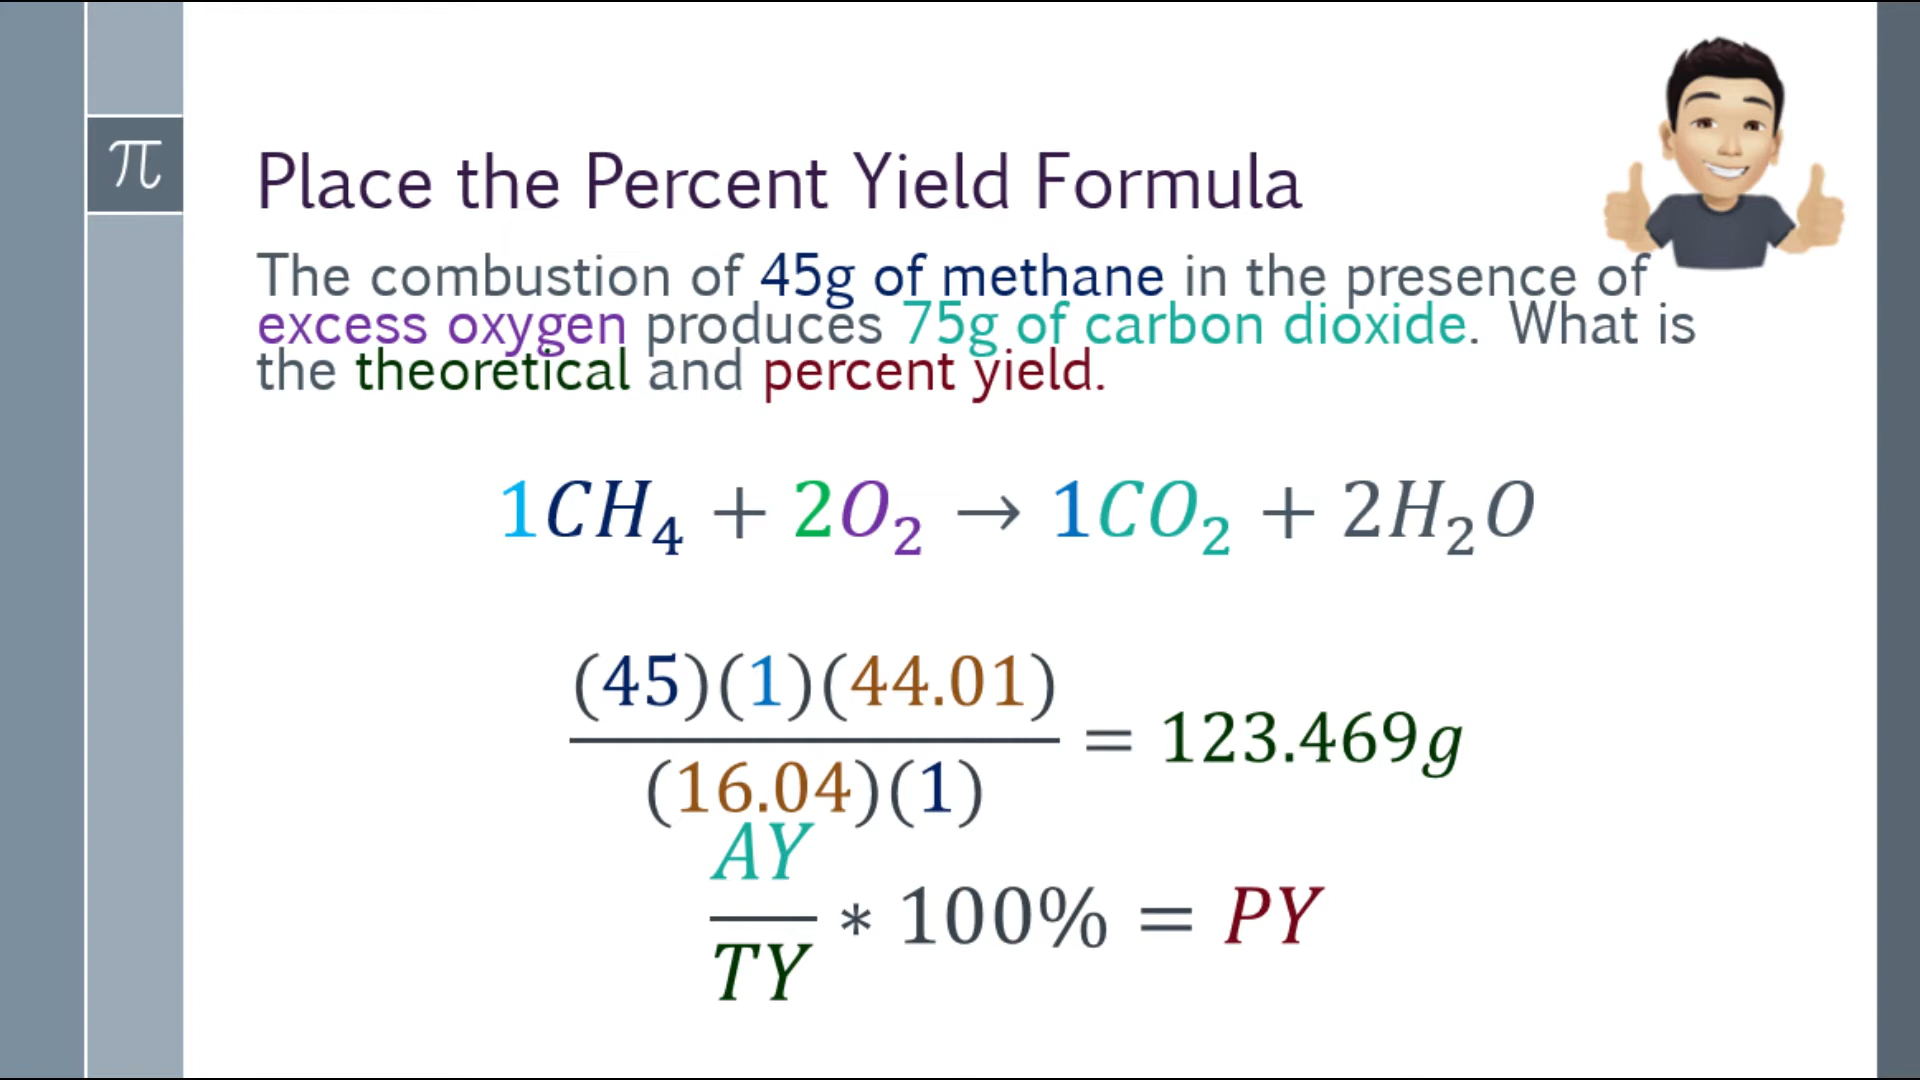 π
Place the Percent Yield Formula
The combustion of 45g of methane in the presence of
excess oxygen produces 75g of carbon dioxide. What is
the theoretical and percent yield.
1CH₄ + 2O₂ → 1CO₂ + 2H₂O
(45)(1)(44.01)
= 123.469g
(16.04)(1)
AY
* 100% = PY
TY